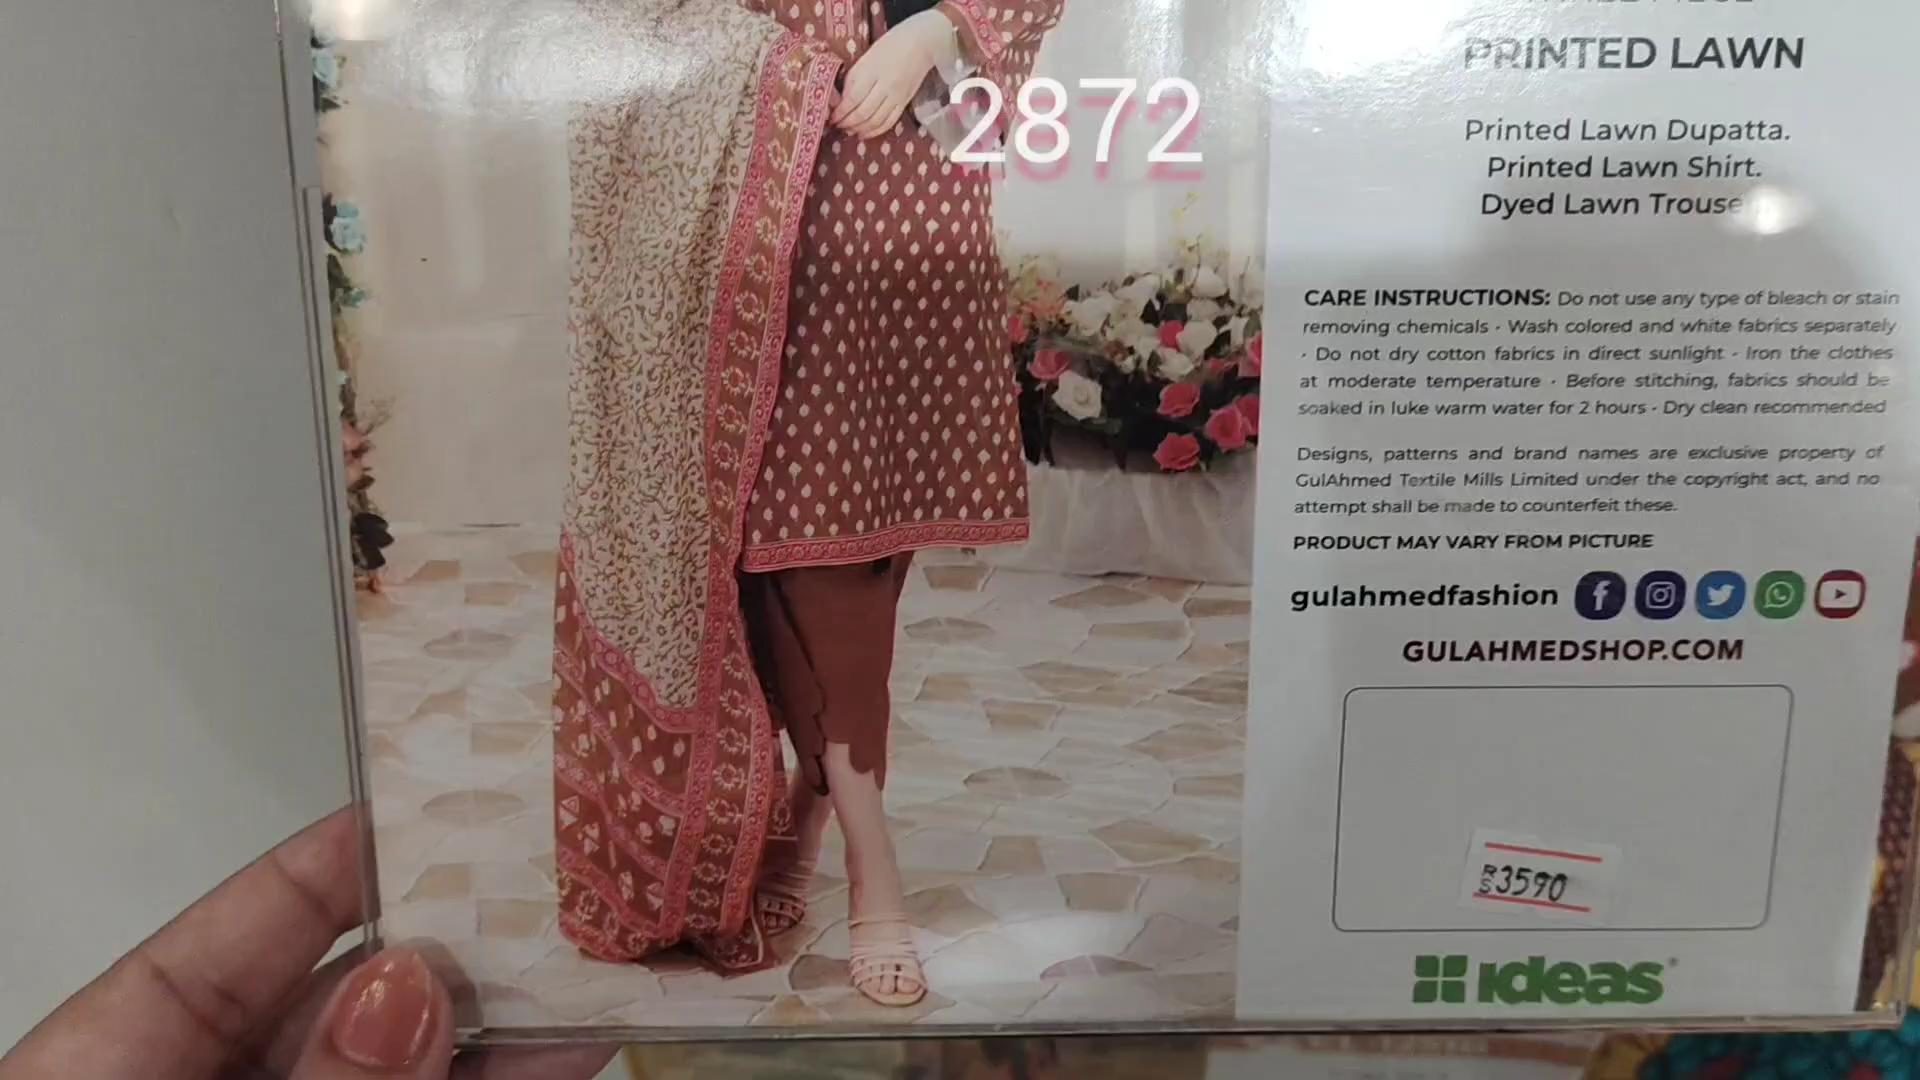 PRINTED LAWN
2872
Printed Lawn Dupatta.
Printed Lawn Shirt.
Dyed Lawn
CARE INSTRUCTIONS: Do not use any type of bleach or stain
removing chemicals · Wash colored and white fabrics separately
· Do not dry cotton fabrics in direct sunlight · Iron the clothes
at moderate temperature · Before stitching, fabrics should be
soaked in luke warm water for 2 hours · Dry clean recommended
Designs, patterns and brand names are exclusive property of
GulAhmed Textile Mills Limited under the copyright act, and no
attempt shall be made to counterfeit these.
PRODUCT MAY VARY FROM PICTURE
gulahmedfashion
GULAHMEDSHOP.COM
RS 3590
ideas